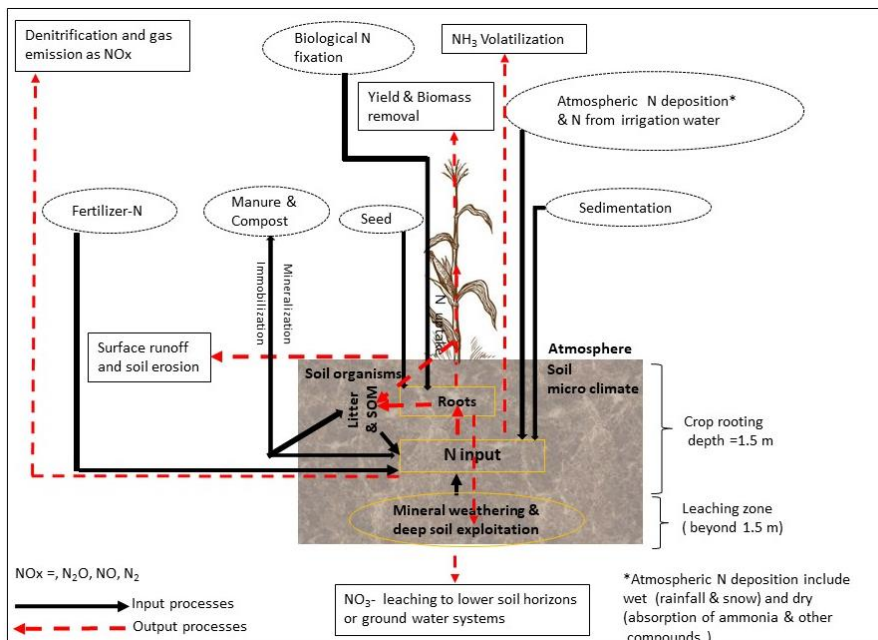 Denitrification and gas
emission as NOx
Biological N
fixation
NH₃ Volatilization
Yield & Biomass
removal
Atmospheric N deposition*
& N from irrigation water
Fertilizer-N
Manure &
Compost
Seed
Sedimentation
Mineralization
Immobilization
N uptake
Surface runoff
and soil erosion
Atmosphere
Soil
micro climate
Soil organisms
Litter
& SOM
Roots
N input
Crop rooting
depth =1.5 m
Mineral weathering &
deep soil exploitation
Leaching zone
( beyond 1.5 m)
NOx =, N₂O, NO, N₂
Input processes
Output processes
NO₃- leaching to lower soil horizons
or ground water systems
*Atmospheric N deposition include
wet (rainfall & snow) and dry
(absorption of ammonia & other
compounds )